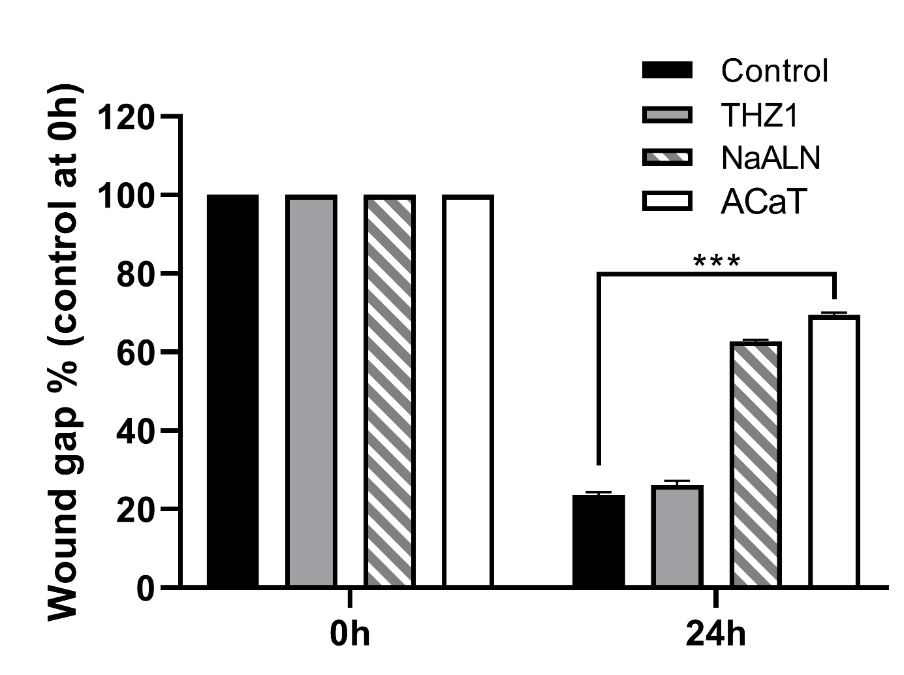 Control
THZ1
NaALN
ACaT
Wound gap % (control at 0h)
120
100
80
60
40
20
0
***
0h
24h